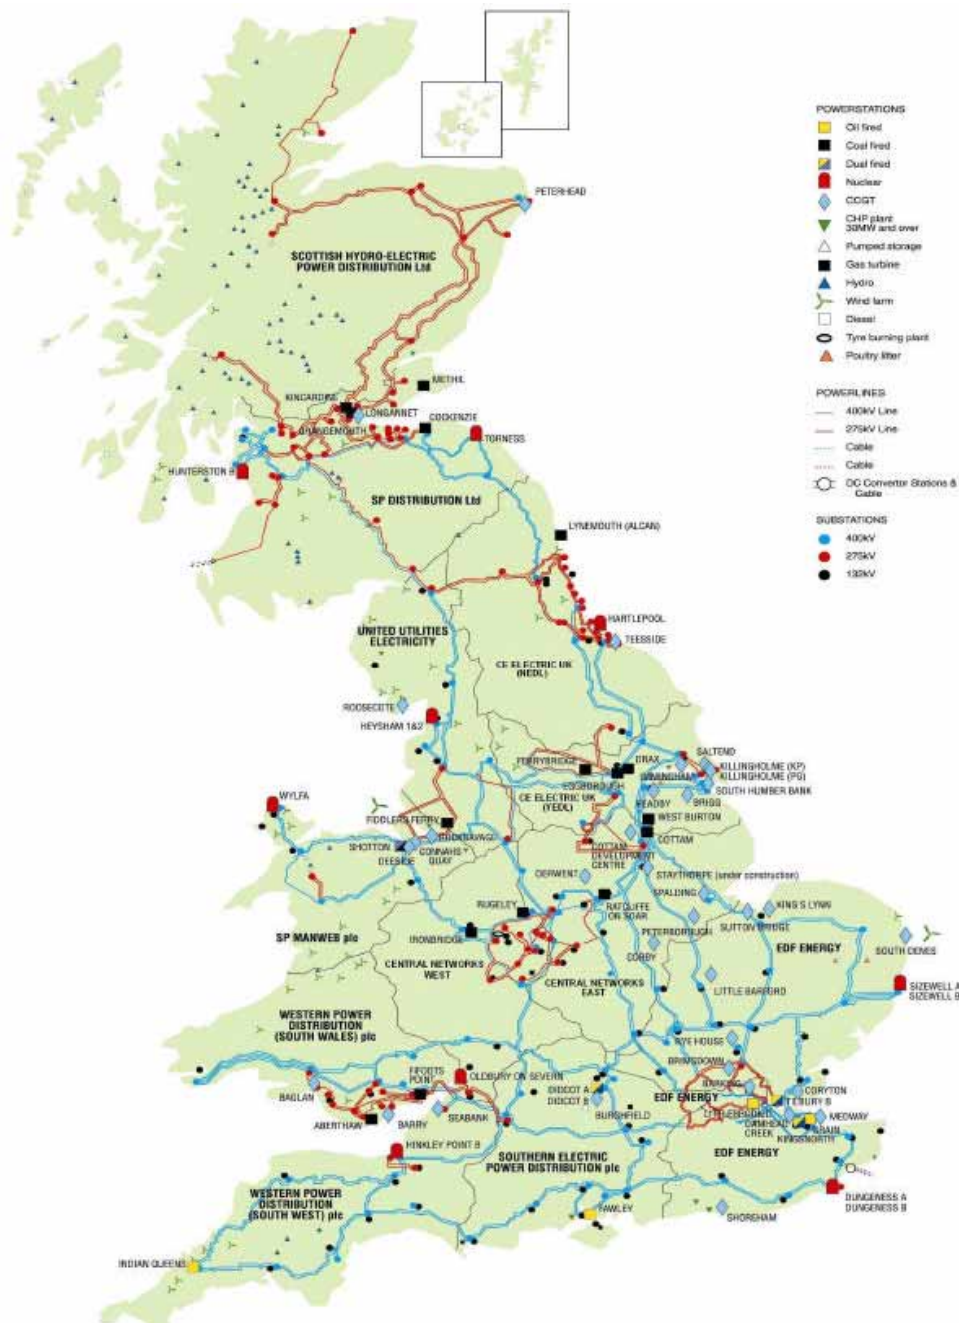 POWERSTATIONS
Oil fired
Coal fired
Dual fired
Nuclear
CCGT
CHP plant
30MW and over
Pumped storage
Gas turbine
Hydro
Wind farm
Diesel
Tyre burning plant
Poultry litter
POWERLINES
400kV Line
275kV Line
Cable
Cable
DC Convertor Stations &
Cable
SUBSTATIONS
400kV
275kV
132kV
PETERHEAD
SCOTTISH HYDRO-ELECTRIC
POWER DISTRIBUTION Ltd
METHIL
KINCARDINE
LONGANNET
GRANGEMOUTH
COCKENZIE
TORNESS
HUNTERSTON B
SP DISTRIBUTION Ltd
LYNEMOUTH (ALCAN)
HARTLEPOOL
TEESSIDE
UNITED UTILITIES
ELECTRICITY
CE ELECTRIC UK
(NEDL)
ROOSECOTE
HEYSHAM 1&2
SALTEND
FERRYBRIDGE
DRAX
KILLINGHOLME (KP)
KILLINGHOLME (PG)
IMMINGHAM
EGGBOROUGH
SOUTH HUMBER BANK
CE ELECTRIC UK
(YEDL)
KEADBY
BRIGG
WYLFA
FIDDLERS FERRY
WEST BURTON
ROCKSAVAGE
COTTAM
SHOTTON
DEESIDE
CONNAHS
QUAY
COTTAM
DEVELOPMENT
CENTRE
STAYTHORPE (under construction)
DERWENT
SPALDING
KING'S LYNN
RUGELEY
RATCLIFFE
ON SOAR
SUTTON BRIDGE
PETERBOROUGH
EDF ENERGY
SOUTH DENES
SP MANWEB plc
IRONBRIDGE
CENTRAL NETWORKS
WEST
CORBY
CENTRAL NETWORKS
EAST
LITTLE BARFORD
SIZEWELL A
SIZEWELL B
WESTERN POWER
DISTRIBUTION
(SOUTH WALES) plc
RYE HOUSE
BRIMSDOWN
FIFOOTS
POINT
OLDBURY ON SEVERN
DIDCOT A
DIDCOT B
BARKING
CORYTON
BAGLAN
EDF ENERGY
TILBURY B
SEABANK
BURGHFIELD
LITTLEBROOK D
MEDWAY
ABERTHAW
BARRY
DAMHEAD
CREEK
GRAIN
KINGSNORTH
HINKLEY POINT B
SOUTHERN ELECTRIC
POWER DISTRIBUTION plc
EDF ENERGY
WESTERN POWER
DISTRIBUTION
(SOUTH WEST) plc
DUNGENESS A
DUNGENESS B
FAWLEY
SHOREHAM
INDIAN QUEENS